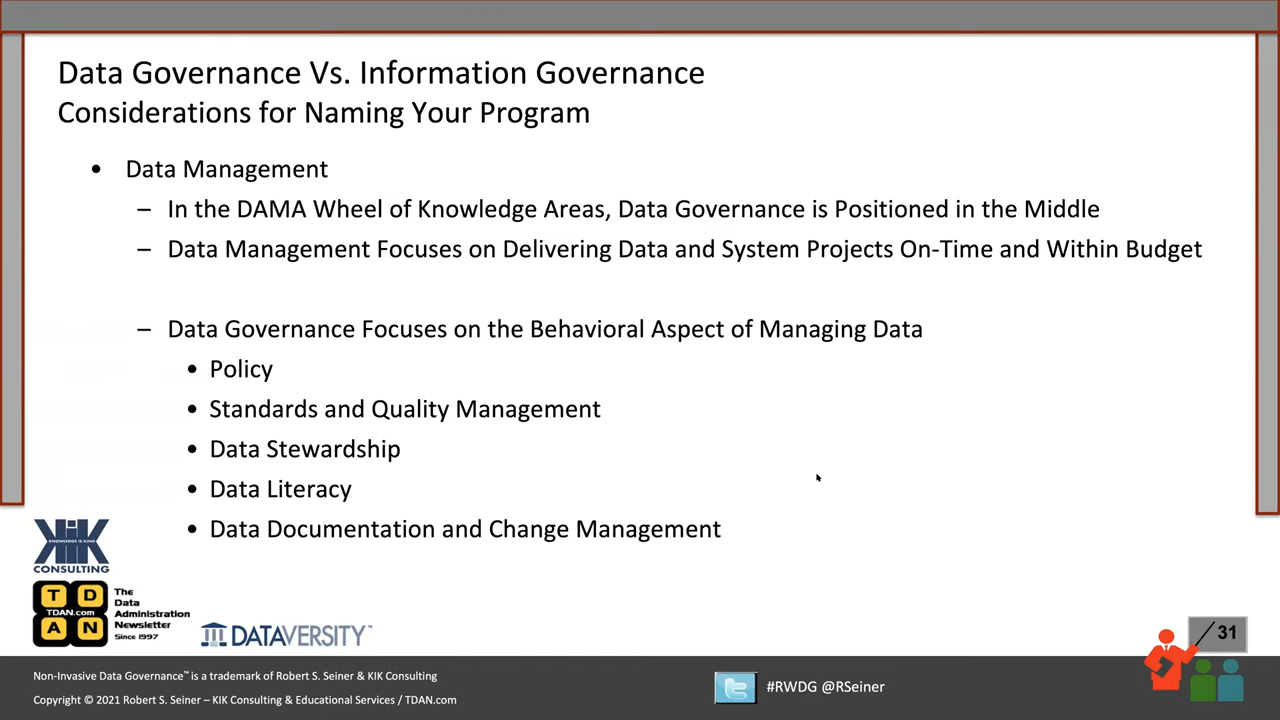 Data Governance Vs. Information Governance
Considerations for Naming Your Program
• Data Management
– In the DAMA Wheel of Knowledge Areas, Data Governance is Positioned in the Middle
– Data Management Focuses on Delivering Data and System Projects On-Time and Within Budget
– Data Governance Focuses on the Behavioral Aspect of Managing Data
• Policy
• Standards and Quality Management
• Data Stewardship
• Data Literacy
• Data Documentation and Change Management
KIK
KNOWLEDGE IS KING
CONSULTING
T D
TDAN.com
A N
The
Data
Administration
Newsletter
Since 1997
DATAVERSITY™
31
Non-Invasive Data Governance™ is a trademark of Robert S. Seiner & KIK Consulting
Copyright © 2021 Robert S. Seiner – KIK Consulting & Educational Services / TDAN.com
#RWDG @RSeiner